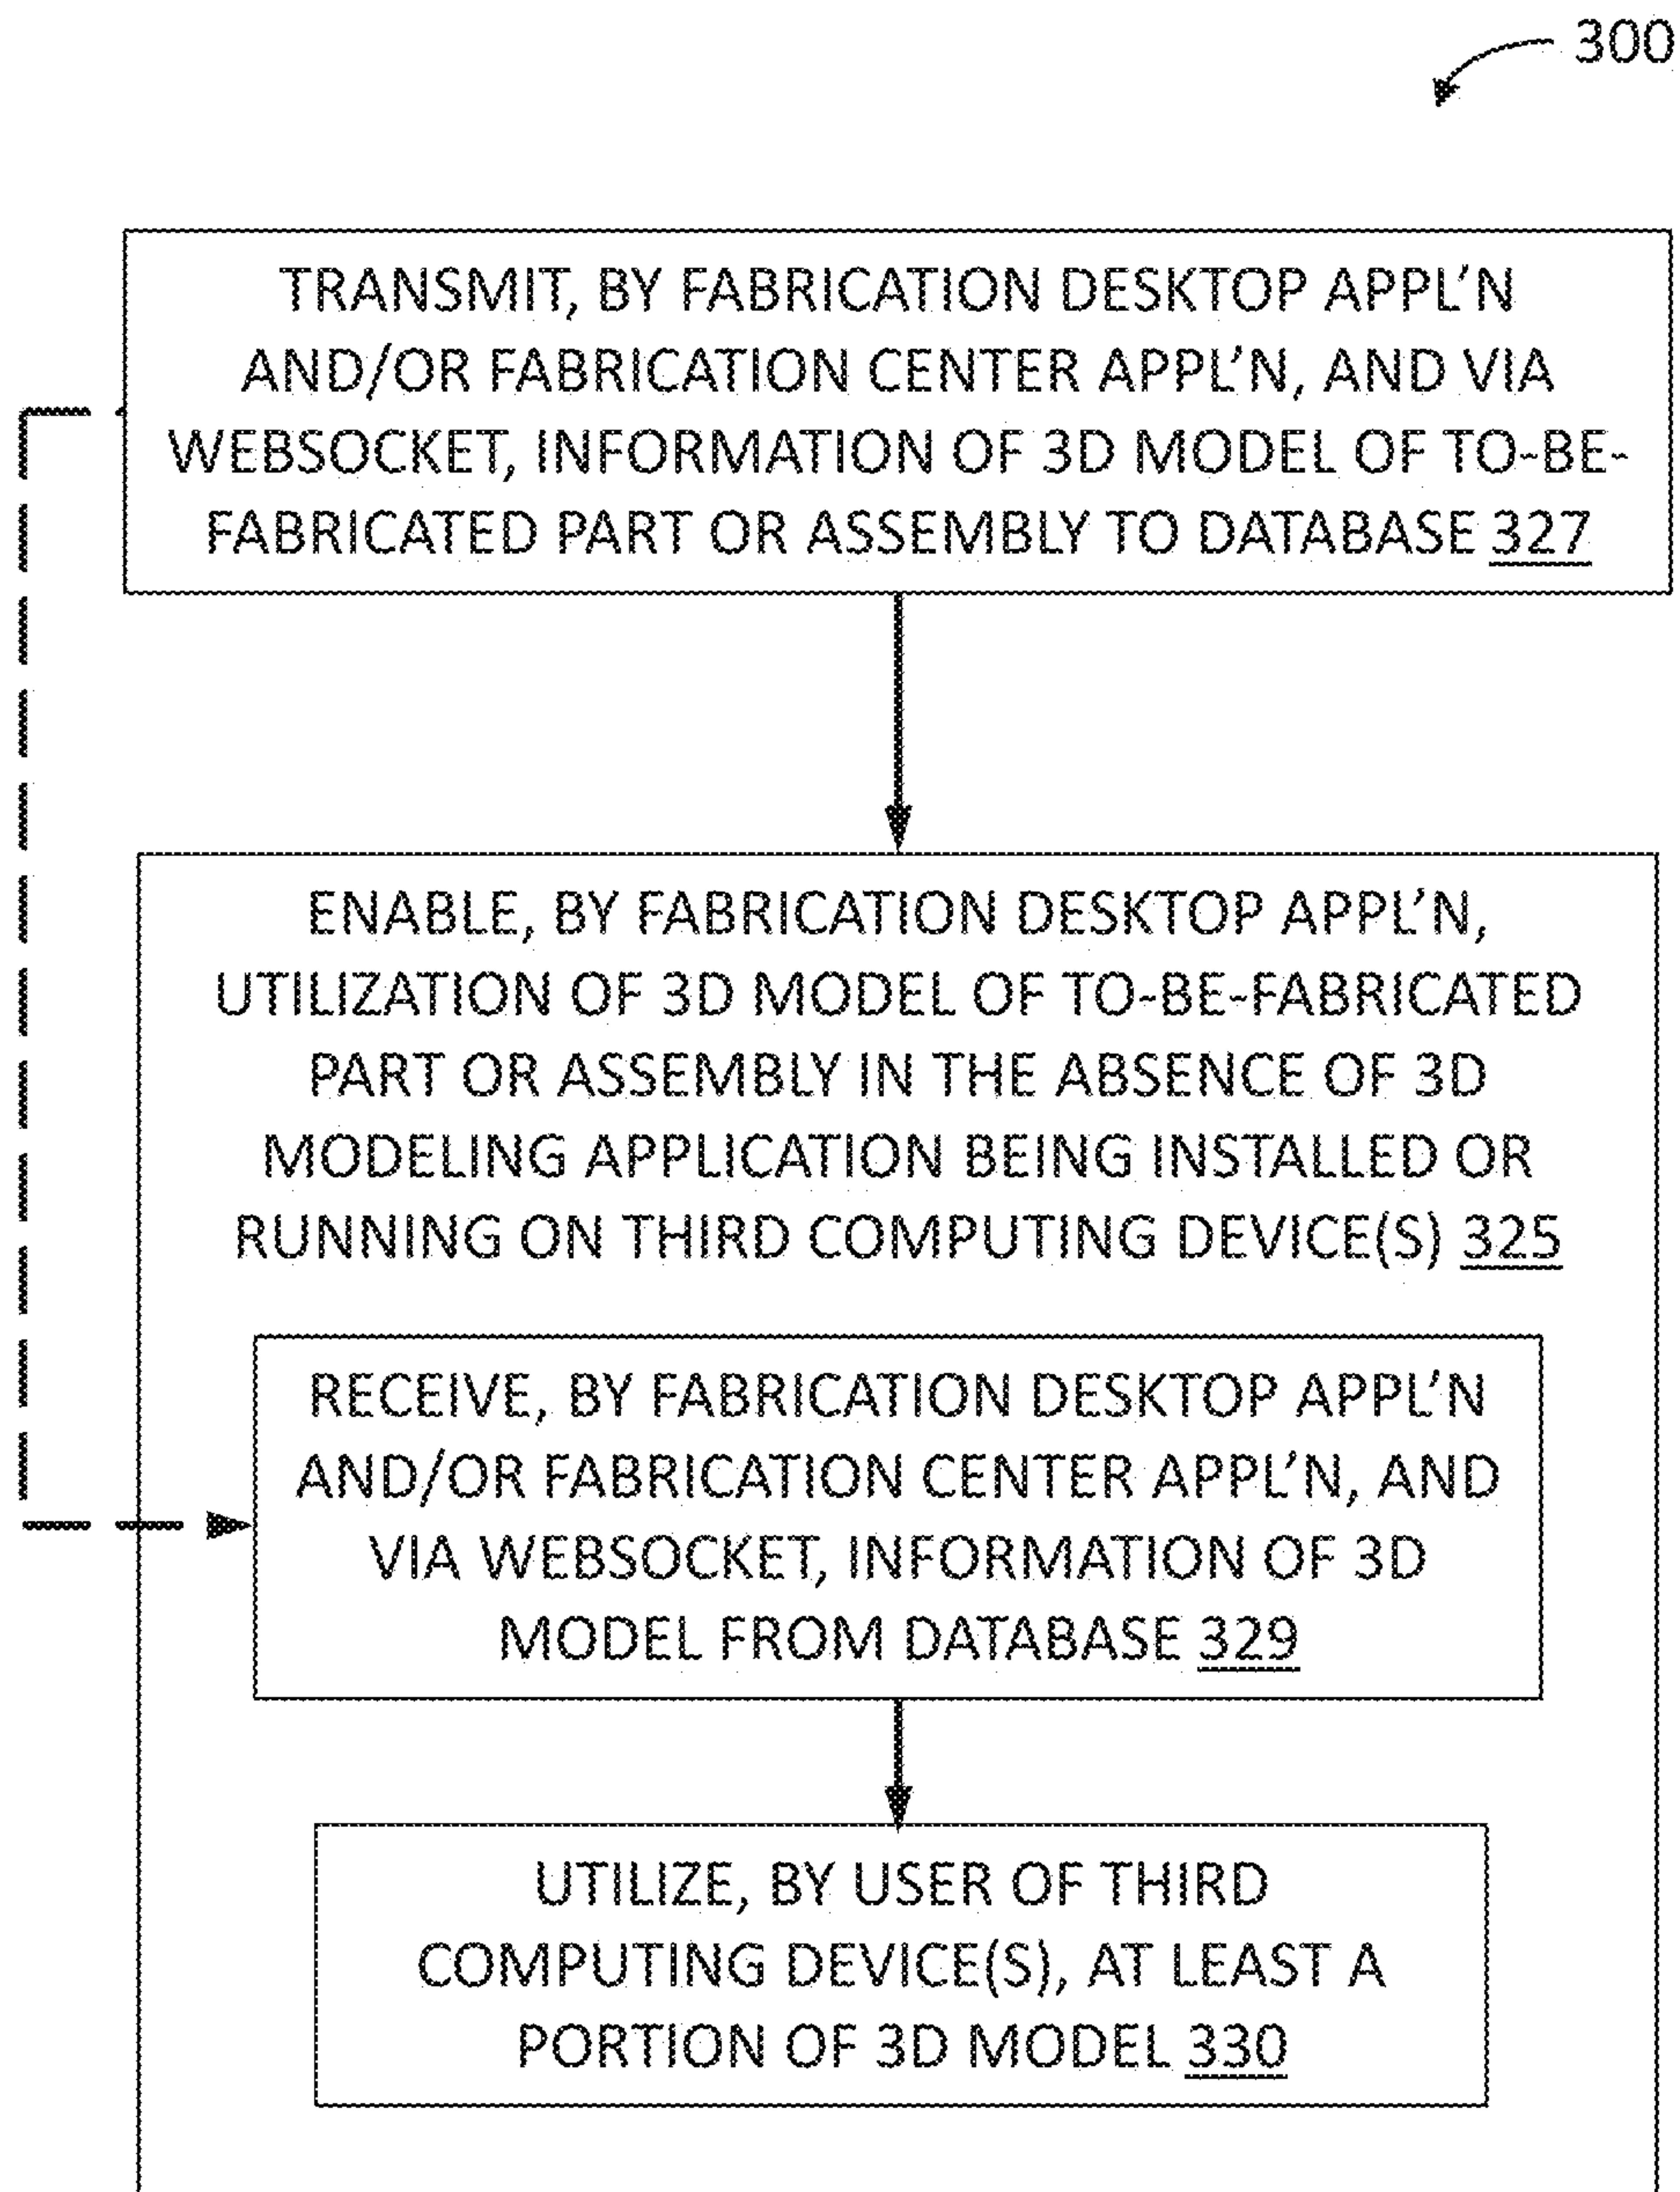 300
TRANSMIT, BY FABRICATION DESKTOP APPL’N
AND/OR FABRICATION CENTER APPL’N, AND VIA
WEBSOCKET, INFORMATION OF 3D MODEL OF TO-BE-
FABRICATED PART OR ASSEMBLY TO DATABASE 327
ENABLE, BY FABRICATION DESKTOP APPL’N,
UTILIZATION OF 3D MODEL OF TO-BE-FABRICATED
PART OR ASSEMBLY IN THE ABSENCE OF 3D
MODELING APPLICATION BEING INSTALLED OR
RUNNING ON THIRD COMPUTING DEVICE(S) 325
RECEIVE, BY FABRICATION DESKTOP APPL’N
AND/OR FABRICATION CENTER APPL’N, AND
VIA WEBSOCKET, INFORMATION OF 3D
MODEL FROM DATABASE 329
UTILIZE, BY USER OF THIRD
COMPUTING DEVICE(S), AT LEAST A
PORTION OF 3D MODEL 330